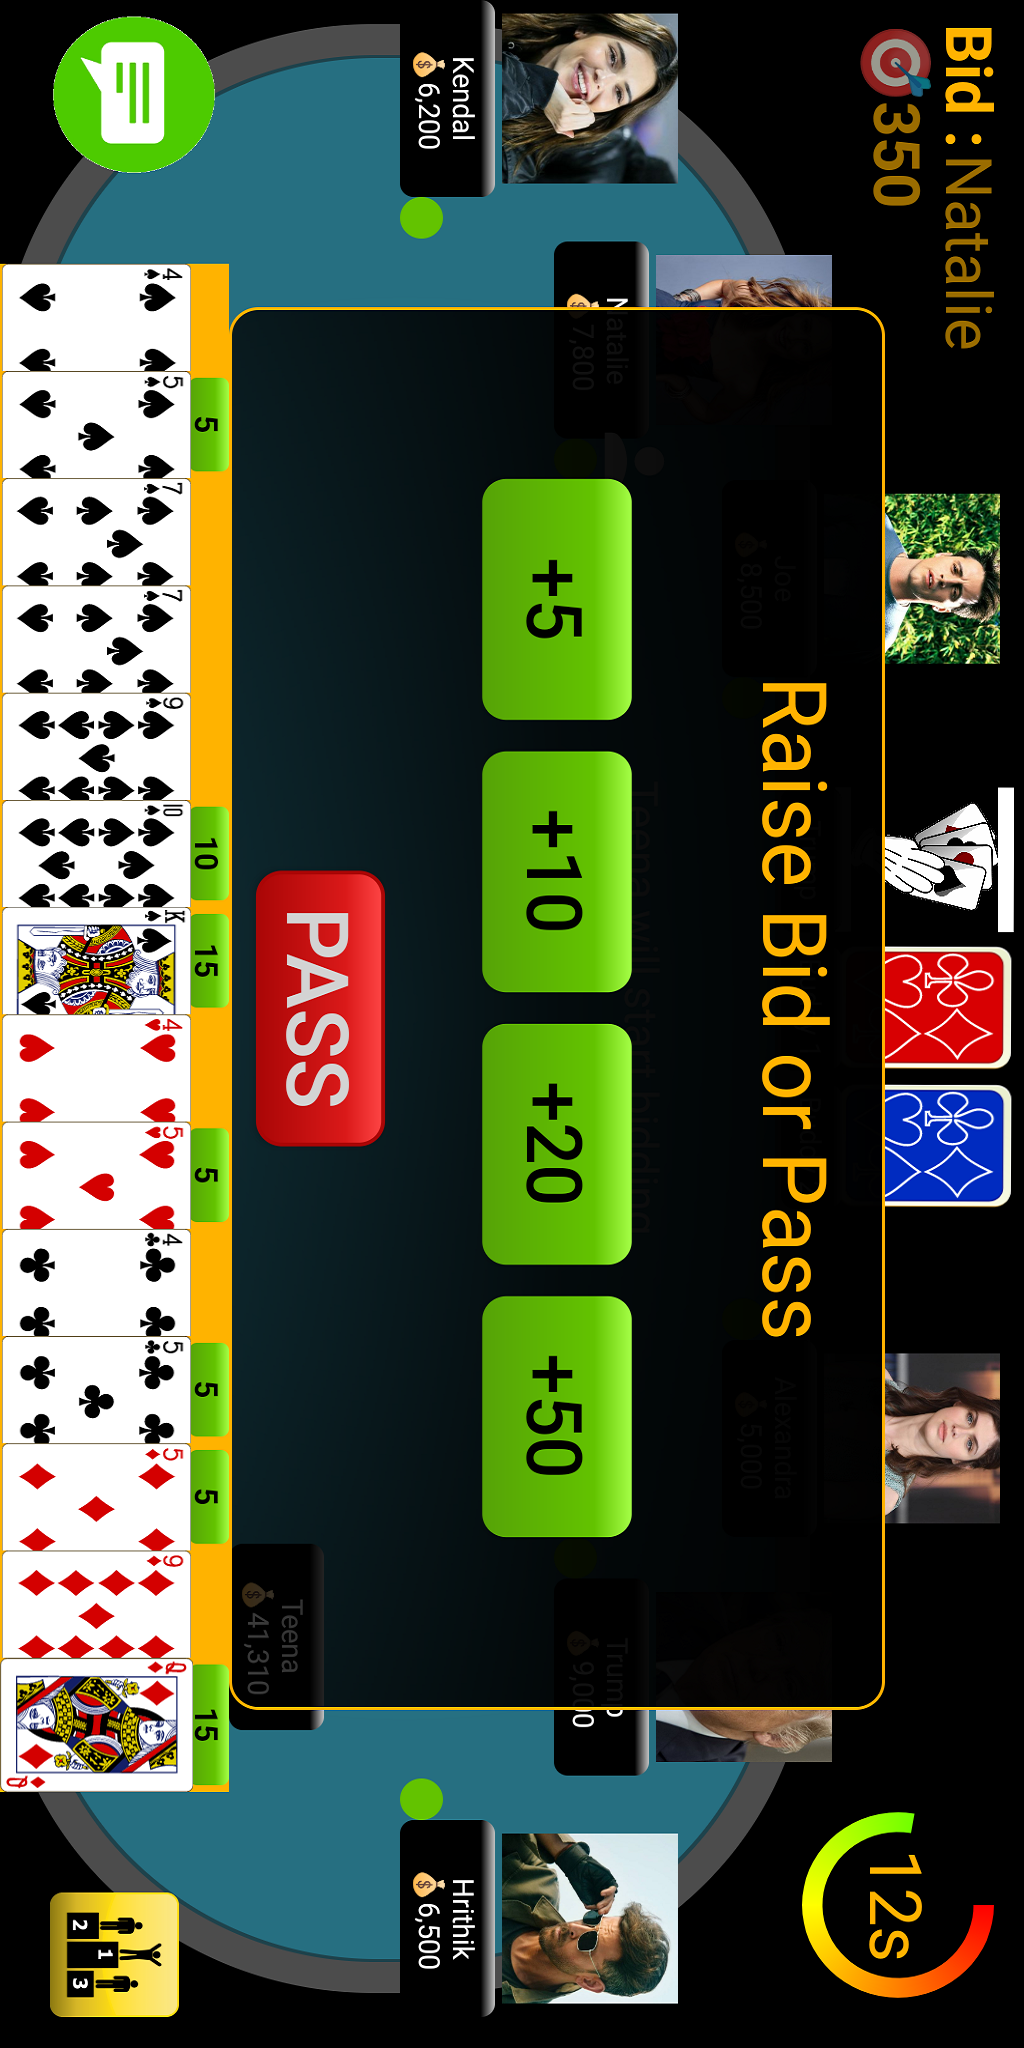 Bid : Natalie
🎯350
12s
Raise Bid or Pass
Joe
💰8,500
Alexandra
💰5,000
Natalie
💰7,800
Trump
💰9,000
Teena will start bidding
+5
+10
+20
+50
Kendal
💰6,200
Hrithik
💰6,500
PASS
Teena
💰41,310
5
10
15
5
5
5
15
4
5
7
7
9
10
K
4
5
4
5
5
9
Q
Q
2
1
3